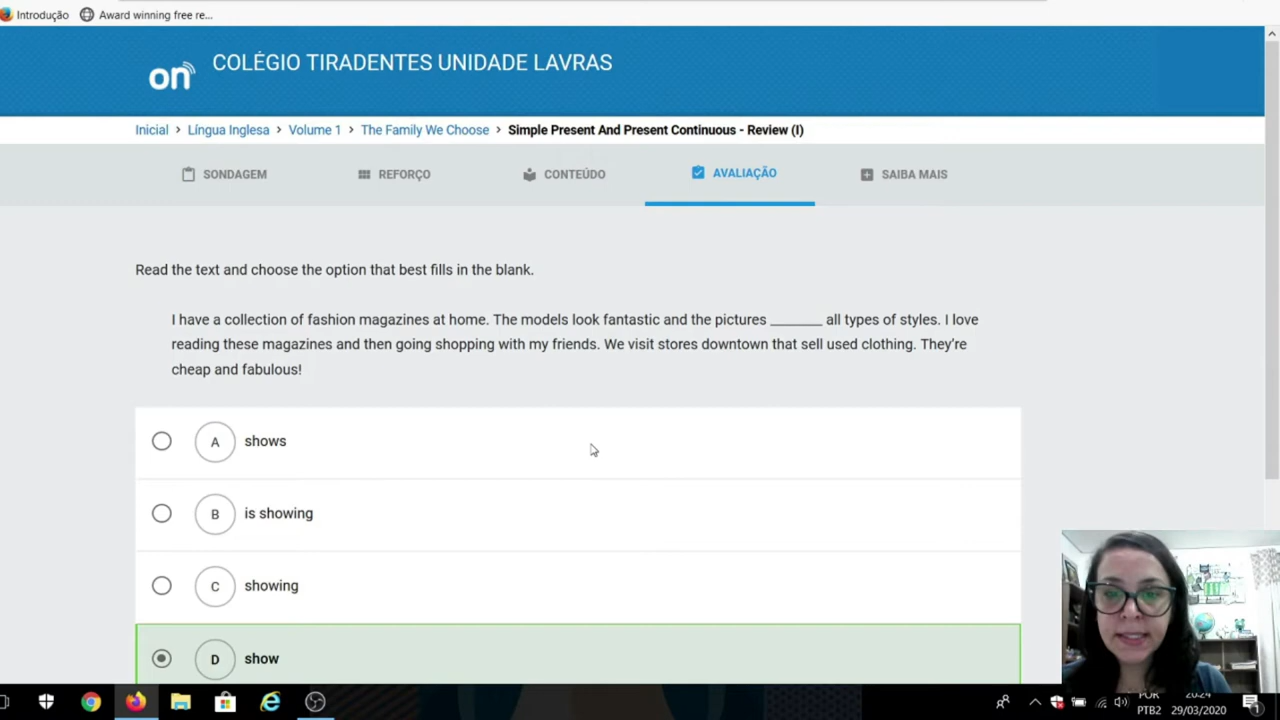 Introdução Award winning free re...
on COLÉGIO TIRADENTES UNIDADE LAVRAS
Inicial > Língua Inglesa > Volume 1 > The Family We Choose > Simple Present And Present Continuous - Review (I)
SONDAGEM REFORÇO CONTEÚDO AVALIAÇÃO SAIBA MAIS
Read the text and choose the option that best fills in the blank.
I have a collection of fashion magazines at home. The models look fantastic and the pictures _______ all types of styles. I love
reading these magazines and then going shopping with my friends. We visit stores downtown that sell used clothing. They're
cheap and fabulous!
A shows
B is showing
C showing
D show
POR 20:24
PTB2 29/03/2020 1